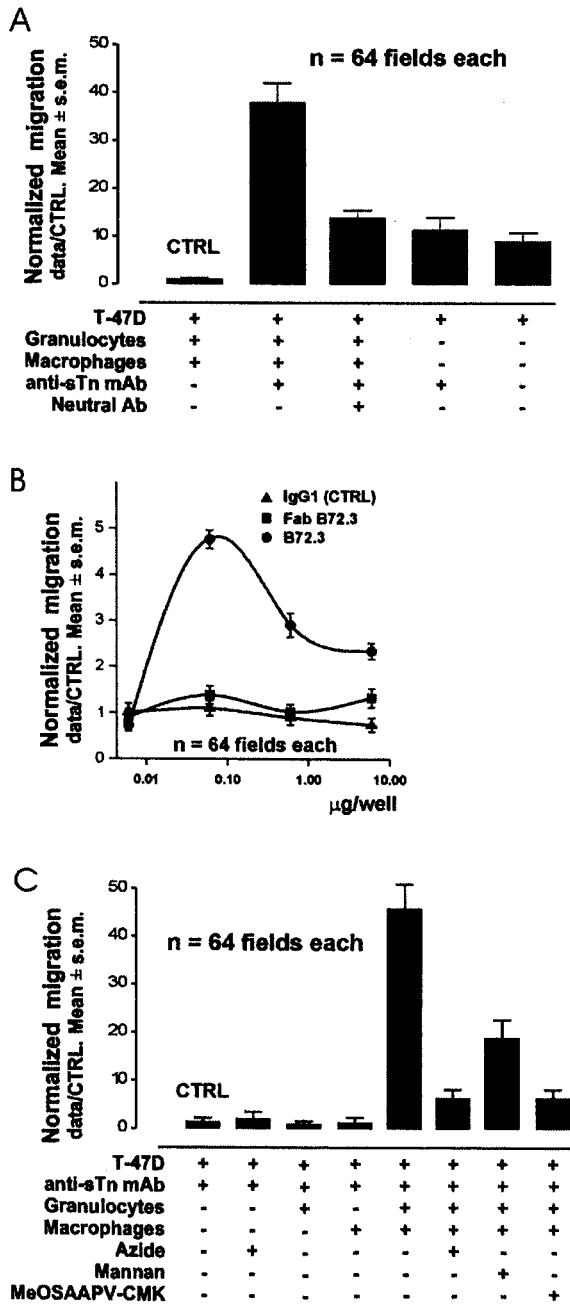 A
Normalized migration
data/CTRL. Mean ± s.e.m.
50
40
30
20
10
0
n = 64 fields each
CTRL
T-47D + + + + +
Granulocytes + + + - -
Macrophages + + + - -
anti-sTn mAb - + + + -
Neutral Ab - - + - -
B
Normalized migration
data/CTRL. Mean ± s.e.m.
5
4
3
2
1
0
IgG1 (CTRL)
Fab B72.3
B72.3
n = 64 fields each
0.01 0.10 1.00 10.00
µg/well
C
Normalized migration
data/CTRL. Mean ± s.e.m.
50
40
30
20
10
0
n = 64 fields each
CTRL
T-47D + + + + + + + +
anti-sTn mAb + + + + + + + +
Granulocytes - - + - + + + +
Macrophages - - - + + + + +
Azide - + - - - + - -
Mannan - - - - - - + -
MeOSAAPV-CMK - - - - - - - +